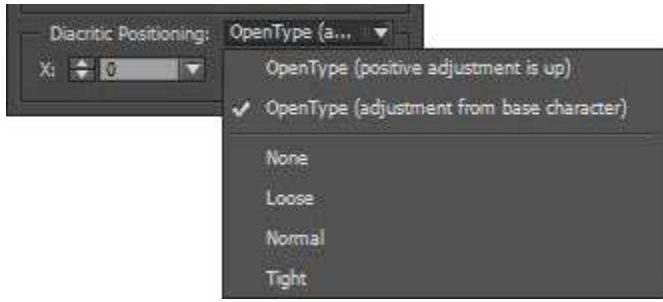 Diacritic Positioning: OpenType (a...
X: 0
OpenType (positive adjustment is up)
OpenType (adjustment from base character)
None
Loose
Normal
Tight